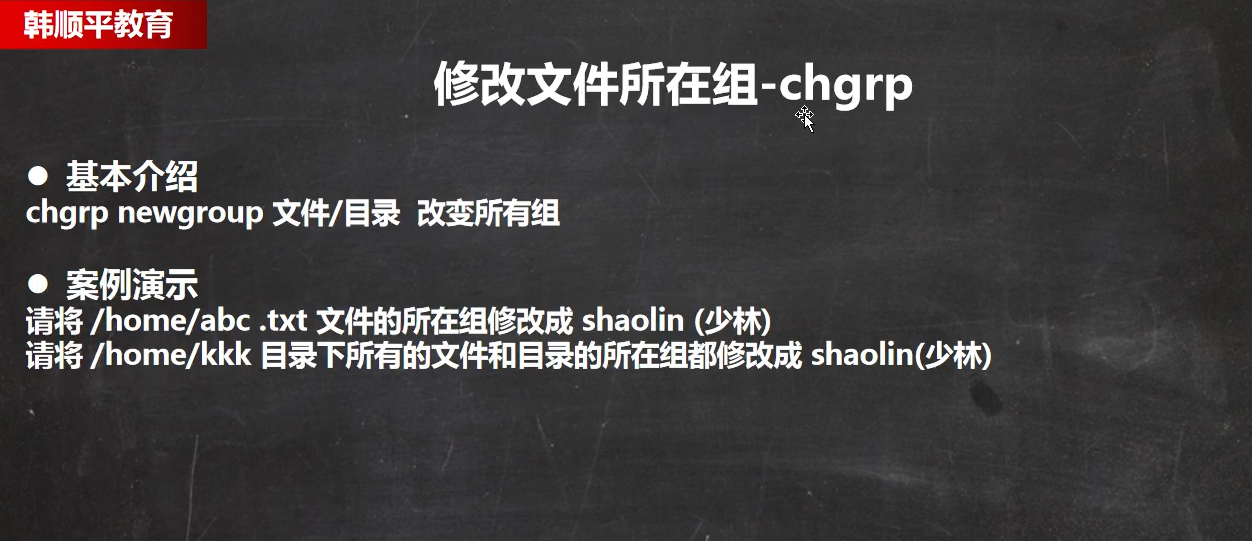 韩顺平教育
修改文件所在组-chgrp
● 基本介绍
chgrp newgroup 文件/目录 改变所有组
● 案例演示
请将 /home/abc .txt 文件的所在组修改成 shaolin (少林)
请将 /home/kkk 目录下所有的文件和目录的所在组都修改成 shaolin(少林)